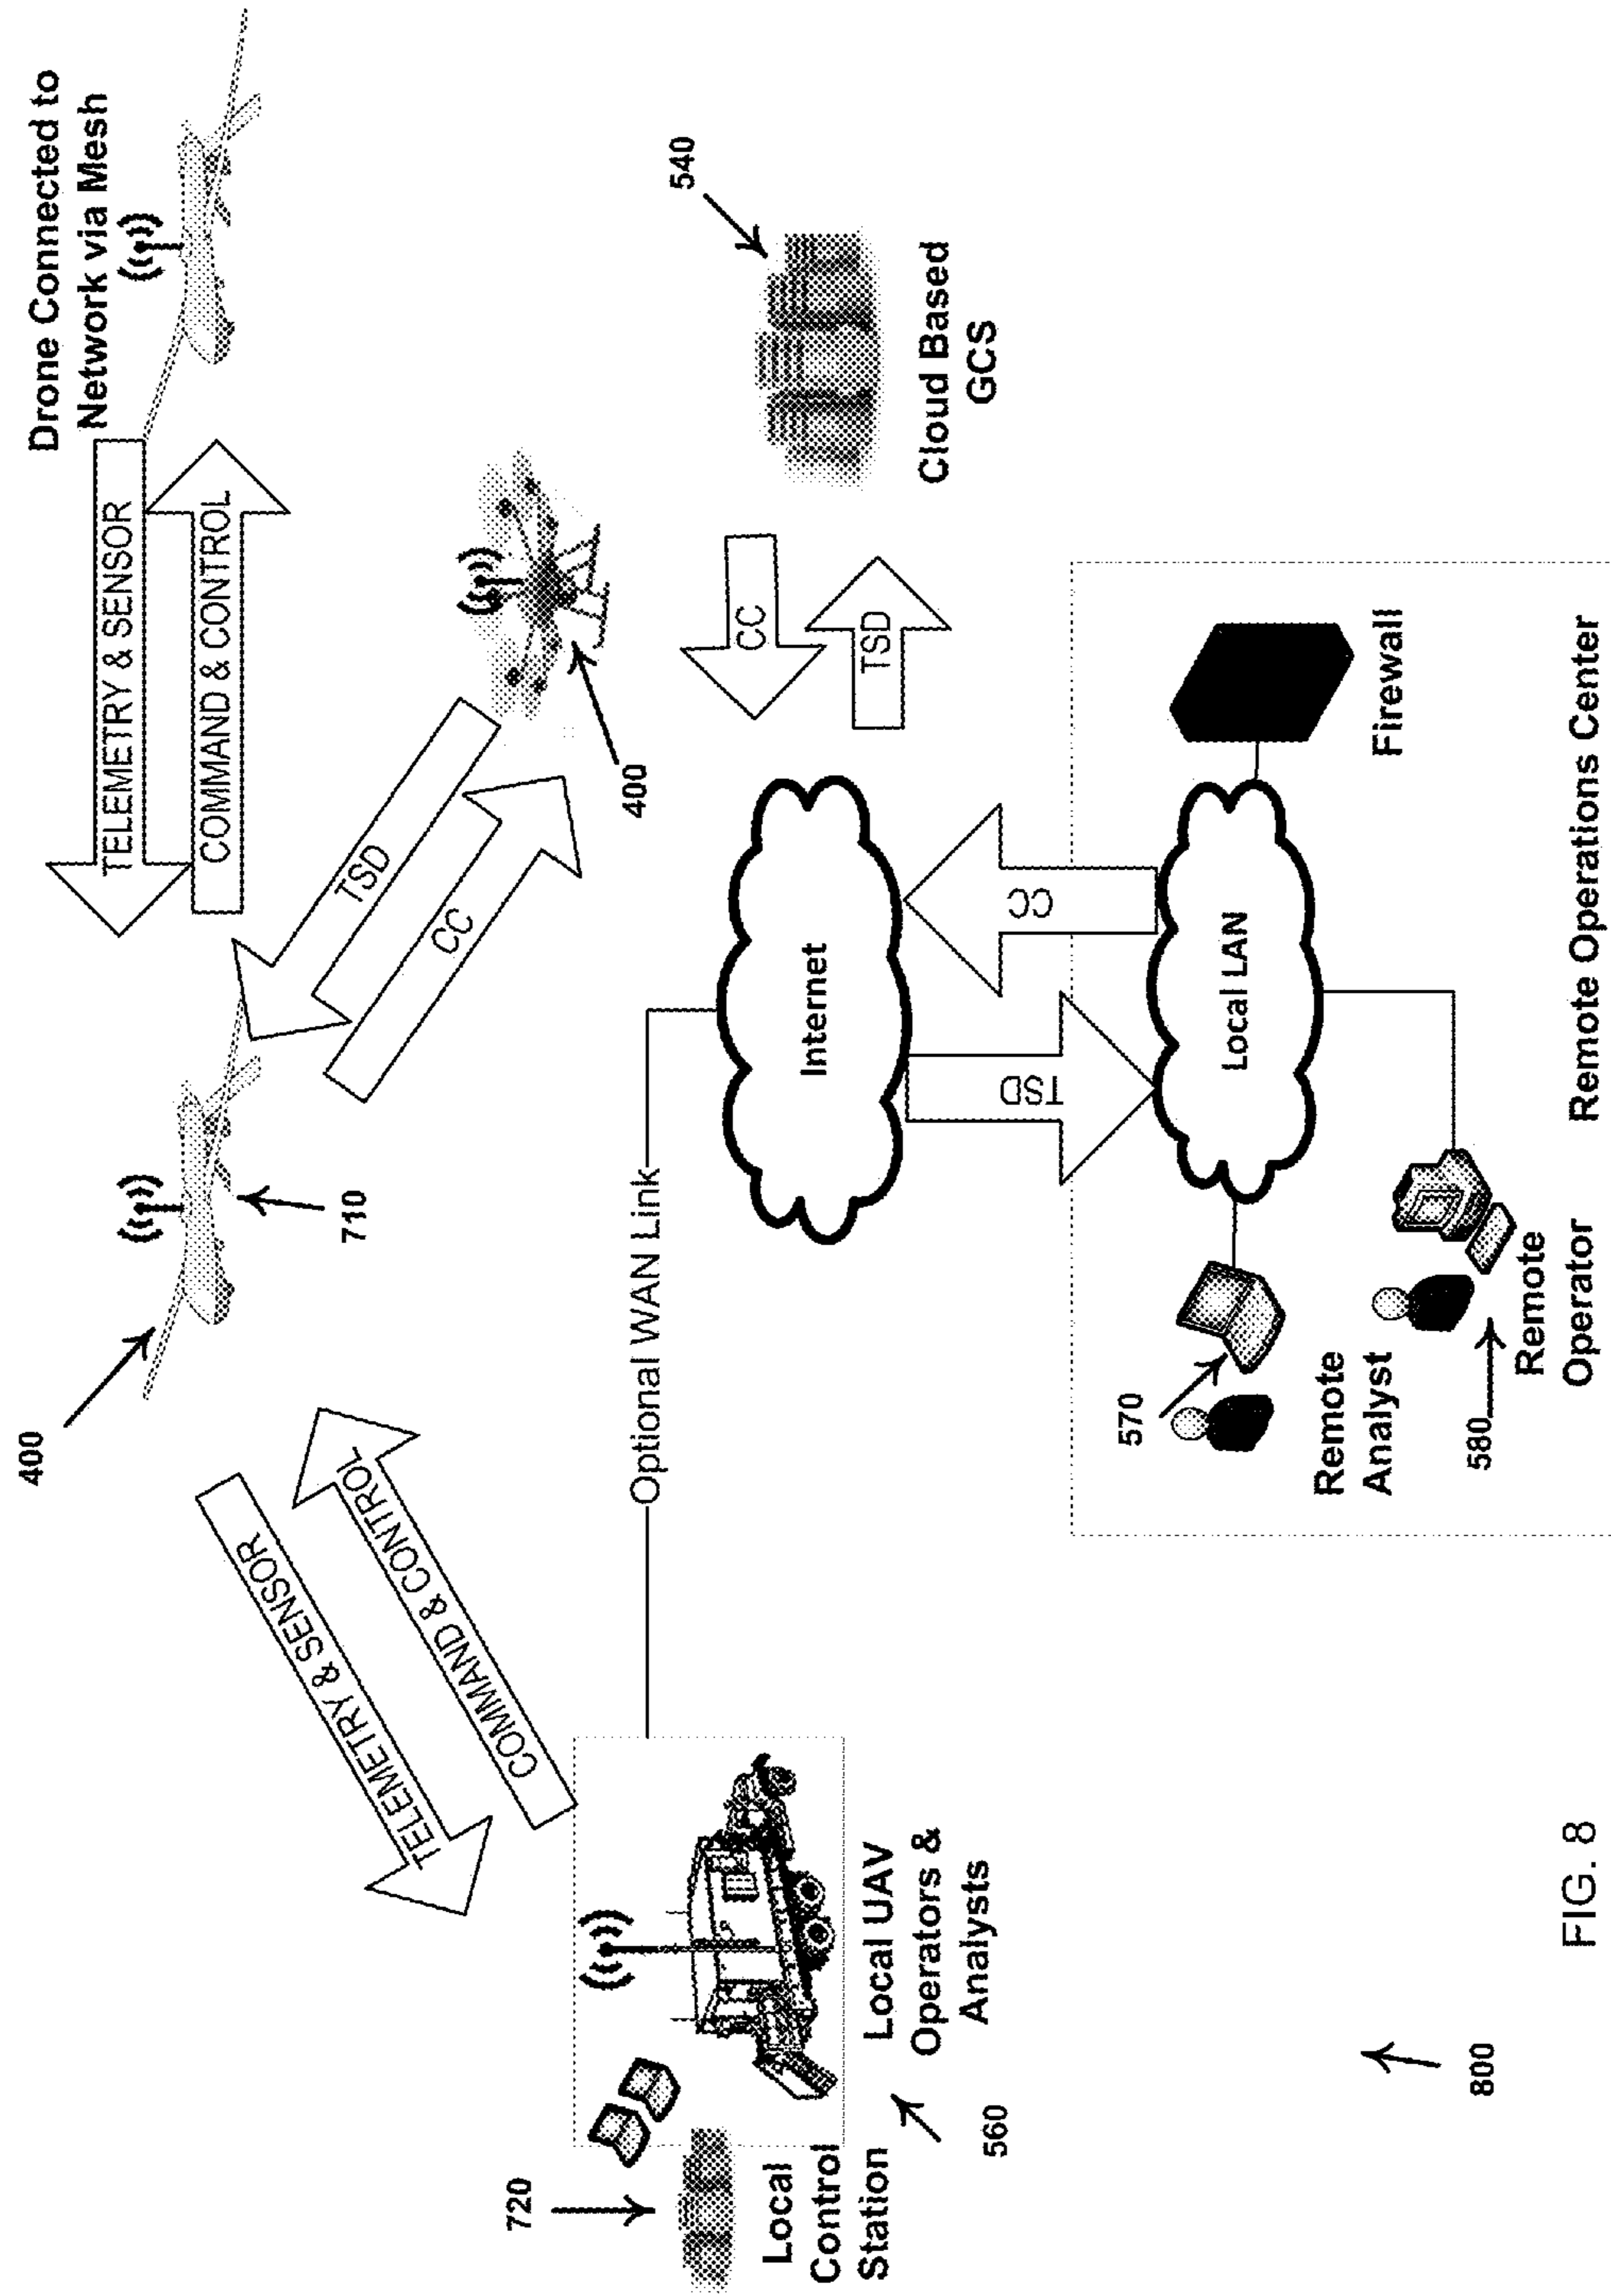 Drone Connected to
Network via Mesh
400
TELEMETRY & SENSOR
COMMAND & CONTROL
TELEMETRY & SENSOR
COMMAND & CONTROL
710
TSD
CC
400
540
720
Local
Control
Station
Local UAV
Operators &
Analysts
560
Optional WAN Link
Internet
CC
TSD
Cloud Based
GCS
TSD
CC
Local LAN
Firewall
570
Remote
Analyst
580
Remote
Operator
Remote Operations Center
800
FIG. 8